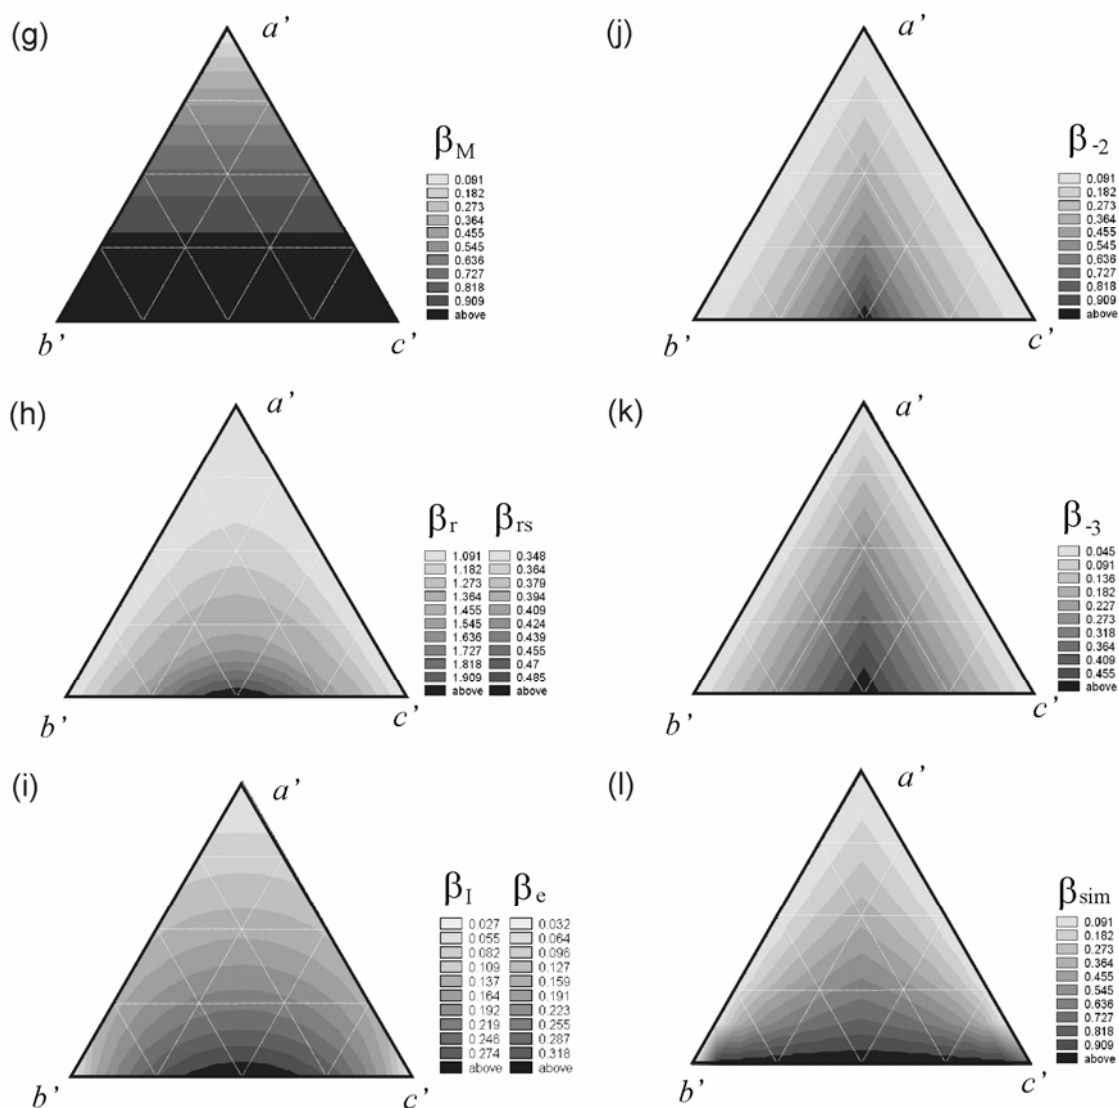 (g)
a’
β_M
0.091
0.182
0.273
0.364
0.455
0.545
0.636
0.727
0.818
0.909
above
b’ c’
(j)
a’
β_-2
0.091
0.182
0.273
0.364
0.455
0.545
0.636
0.727
0.818
0.909
above
b’ c’
(h)
a’
β_r β_rs
1.091 0.348
1.182 0.364
1.273 0.379
1.364 0.394
1.455 0.409
1.545 0.424
1.636 0.439
1.727 0.455
1.818 0.47
1.909 0.485
above above
b’ c’
(k)
a’
β_-3
0.045
0.091
0.136
0.182
0.227
0.273
0.318
0.364
0.409
0.455
above
b’ c’
(i)
a’
β_I β_e
0.027 0.032
0.055 0.064
0.082 0.096
0.109 0.127
0.137 0.159
0.164 0.191
0.192 0.223
0.219 0.255
0.246 0.287
0.274 0.318
above above
b’ c’
(l)
a’
β_sim
0.091
0.182
0.273
0.364
0.455
0.545
0.636
0.727
0.818
0.909
above
b’ c’